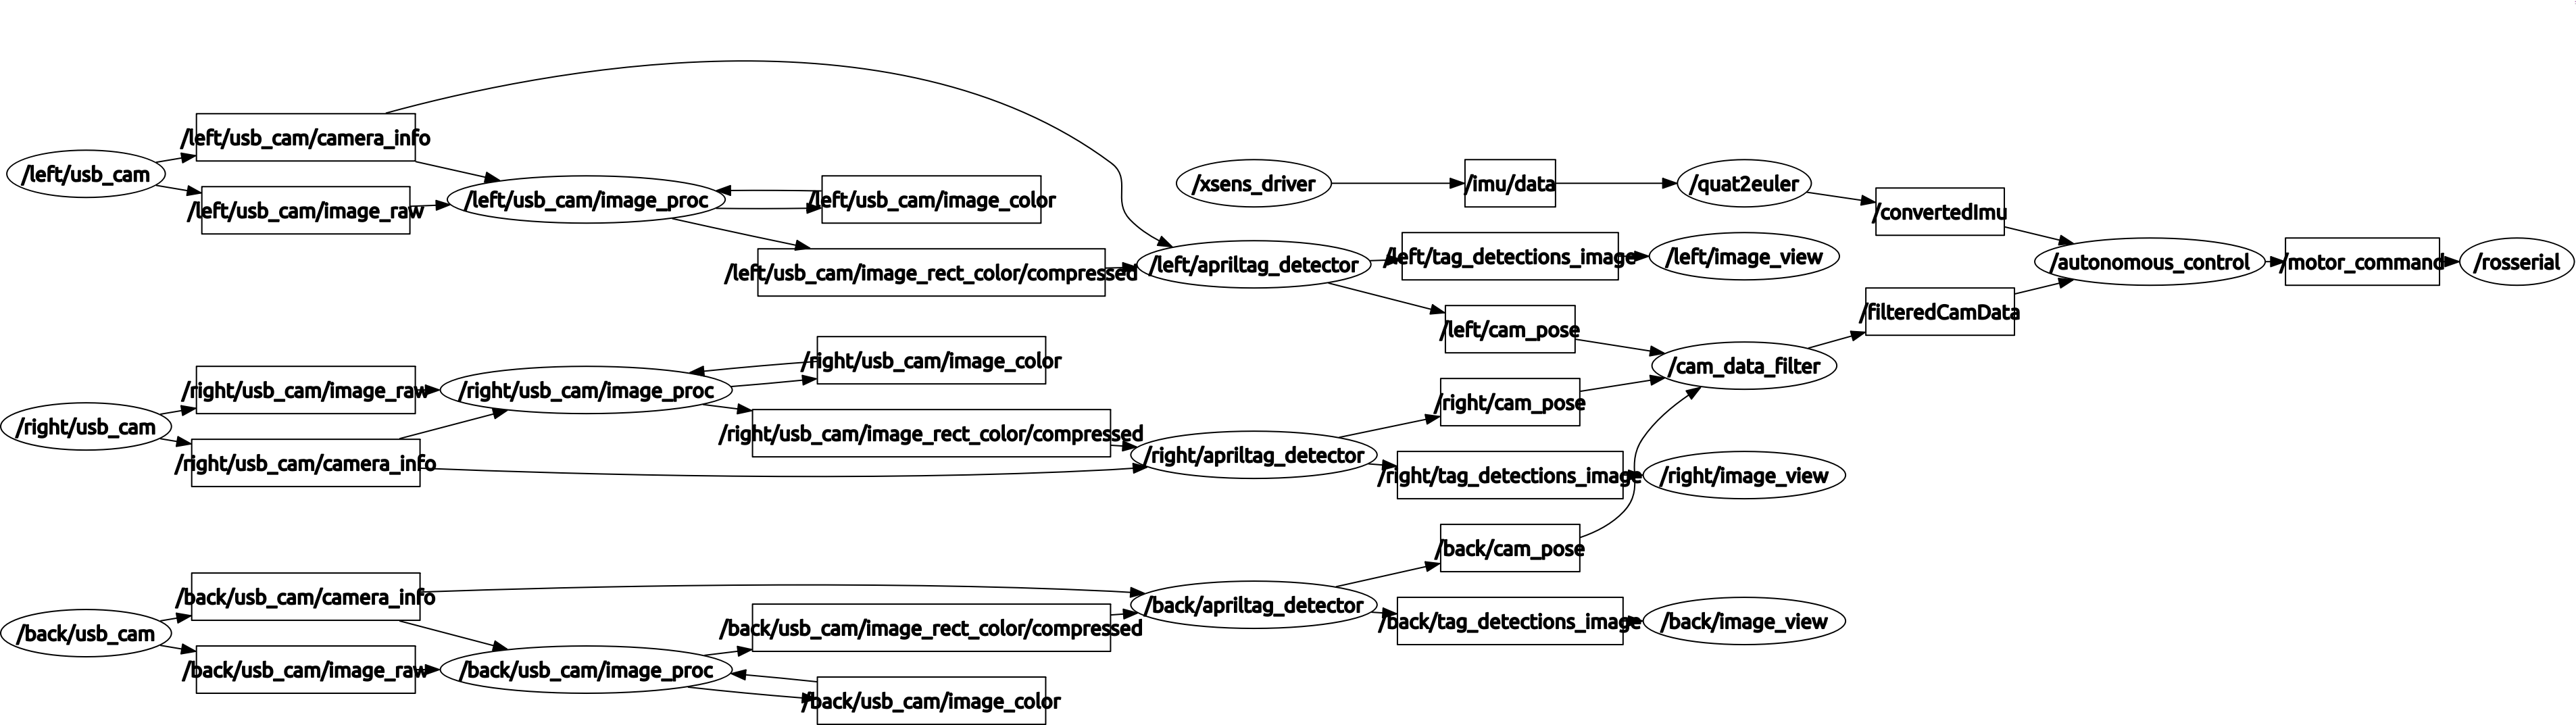 /left/usb_cam
/left/usb_cam/camera_info
/left/usb_cam/image_raw
/left/usb_cam/image_proc
/left/usb_cam/image_color
/left/usb_cam/image_rect_color/compressed
/left/apriltag_detector
/xsens_driver
/imu/data
/quat2euler
/convertedImu
/left/tag_detections_image
/left/image_view
/autonomous_control
/motor_command
/rosserial
/left/cam_pose
/filteredCamData
/cam_data_filter
/right/usb_cam
/right/usb_cam/image_raw
/right/usb_cam/camera_info
/right/usb_cam/image_proc
/right/usb_cam/image_color
/right/usb_cam/image_rect_color/compressed
/right/apriltag_detector
/right/cam_pose
/right/tag_detections_image
/right/image_view
/back/usb_cam
/back/usb_cam/camera_info
/back/usb_cam/image_raw
/back/usb_cam/image_proc
/back/usb_cam/image_rect_color/compressed
/back/usb_cam/image_color
/back/apriltag_detector
/back/cam_pose
/back/tag_detections_image
/back/image_view